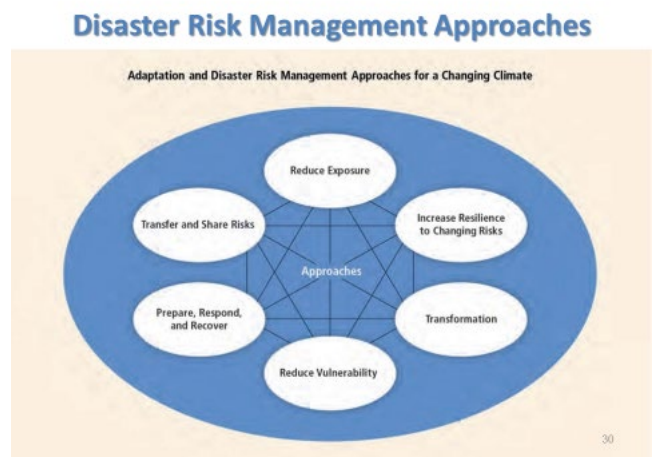 Disaster Risk Management Approaches
Adaptation and Disaster Risk Management Approaches for a Changing Climate
Reduce Exposure
Transfer and Share Risks
Increase Resilience
to Changing Risks
Approaches
Prepare, Respond,
and Recover
Transformation
Reduce Vulnerability
30